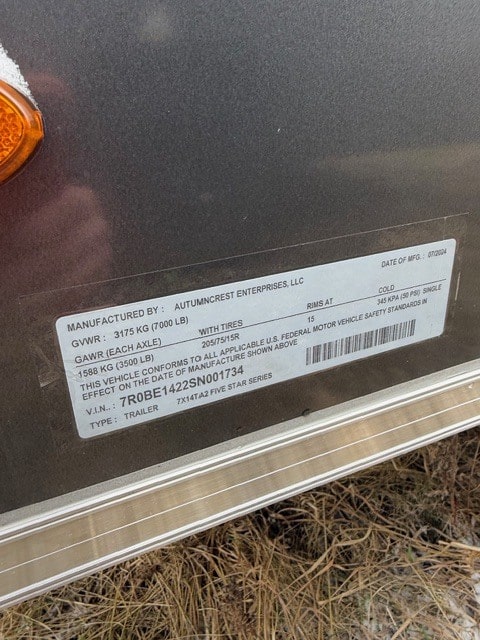 MANUFACTURED BY : AUTUMNCREST ENTERPRISES, LLC DATE OF MFG. : 07/2024
GVWR : 3175 KG (7000 LB)
GAWR (EACH AXLE) WITH TIRES RIMS AT COLD
1588 KG (3500 LB) 205/75/15R 15 345 KPA (50 PSI) SINGLE
THIS VEHICLE CONFORMS TO ALL APPLICABLE U.S. FEDERAL MOTOR VEHICLE SAFETY STANDARDS IN
EFFECT ON THE DATE OF MANUFACTURE SHOWN ABOVE
V.I.N.: 7R0BE1422SN001734
TYPE : TRAILER 7X14TA2 FIVE STAR SERIES